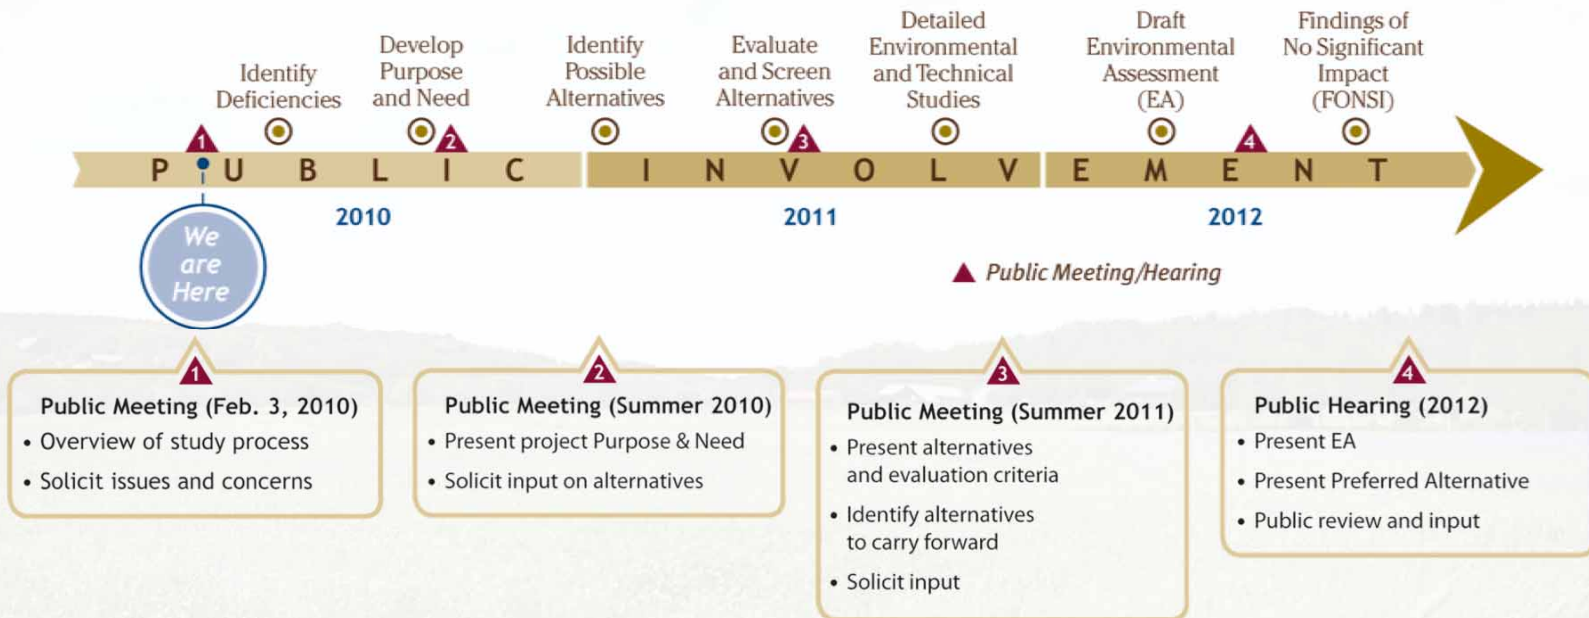 Identify
Deficiencies
Develop
Purpose
and Need
Identify
Possible
Alternatives
Evaluate
and Screen
Alternatives
Detailed
Environmental
and Technical
Studies
Draft
Environmental
Assessment
(EA)
Findings of
No Significant
Impact
(FONSI)
1
2
3
4
PUBLIC INVOLVEMENT
2010
2011
2012
We
are
Here
Public Meeting/Hearing
1
Public Meeting (Feb. 3, 2010)
• Overview of study process
• Solicit issues and concerns
2
Public Meeting (Summer 2010)
• Present project Purpose & Need
• Solicit input on alternatives
3
Public Meeting (Summer 2011)
• Present alternatives
and evaluation criteria
• Identify alternatives
to carry forward
• Solicit input
4
Public Hearing (2012)
• Present EA
• Present Preferred Alternative
• Public review and input